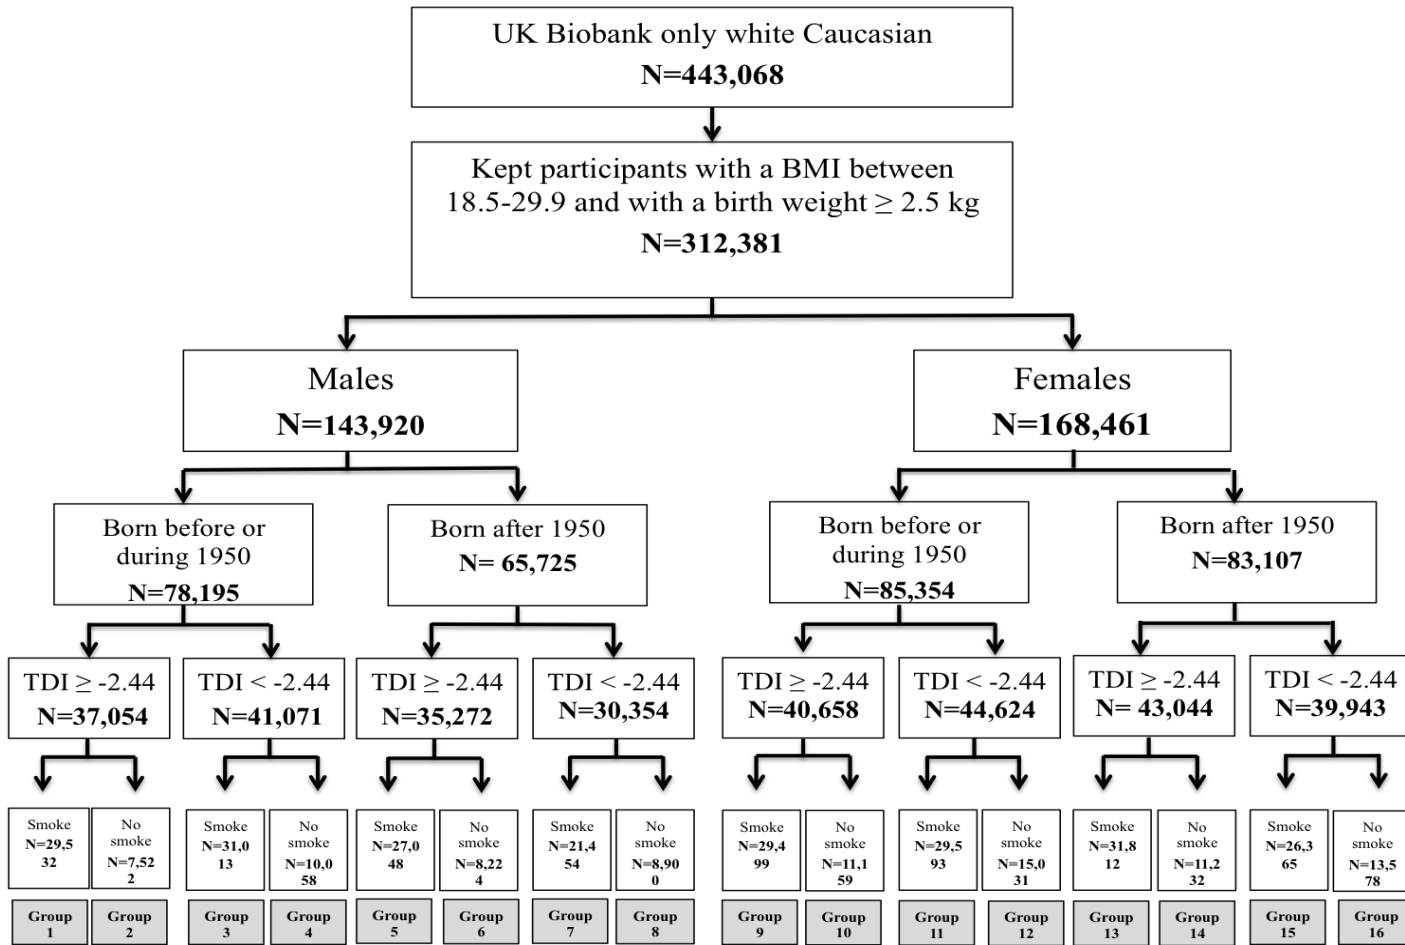 UK Biobank only white Caucasian
N=443,068
Kept participants with a BMI between
18.5-29.9 and with a birth weight ≥ 2.5 kg
N=312,381
Males
N=143,920
Females
N=168,461
Born before or
during 1950
N=78,195
Born after 1950
N= 65,725
Born before or
during 1950
N=85,354
Born after 1950
N=83,107
TDI ≥ -2.44
N=37,054
TDI < -2.44
N=41,071
TDI ≥ -2.44
N=35,272
TDI < -2.44
N=30,354
TDI ≥ -2.44
N=40,658
TDI < -2.44
N=44,624
TDI ≥ -2.44
N= 43,044
TDI < -2.44
N=39,943
Smoke
N=29,5
32
No
smoke
N=7,52
2
Smoke
N=31,0
13
No
smoke
N=10,0
58
Smoke
N=27,0
48
No
smoke
N=8,22
4
Smoke
N=21,4
54
No
smoke
N=8,90
0
Smoke
N=29,4
99
No
smoke
N=11,1
59
Smoke
N=29,5
93
No
smoke
N=15,0
31
Smoke
N=31,8
12
No
smoke
N=11,2
32
Smoke
N=26,3
65
No
smoke
N=13,5
78
Group
1
Group
2
Group
3
Group
4
Group
5
Group
6
Group
7
Group
8
Group
9
Group
10
Group
11
Group
12
Group
13
Group
14
Group
15
Group
16